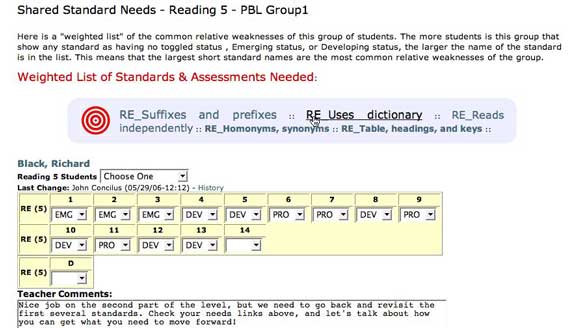 Shared Standard Needs - Reading 5 - PBL Group1
Here is a "weighted list" of the common relative weaknesses of this group of students. The more students is this group that
show any standard as having no toggled status , Emerging status, or Developing status, the larger the name of the standard
is in the list. This means that the largest short standard names are the most common relative weaknesses of the group.
Weighted List of Standards & Assessments Needed:
RE_Suffixes and prefixes :: RE_Uses dictionary :: RE_Reads
independently :: RE_Homonyms, synonyms :: RE_Table, headings, and keys ::
Black, Richard
Reading 5 Students Choose One
Last Change: John Concilus (05/29/06-12:12) - History
1 2 3 4 5 6 7 8 9
RE (5) EMG EMG EMG DEV DEV PRO PRO DEV PRO
10 11 12 13 14
RE (5) DEV PRO DEV DEV
D
RE (5)
Teacher Comments:
Nice job on the second part of the level, but we need to go back and revisit the
first several standards. Check your needs links above, and let's talk about how
you can get what you need to move forward!